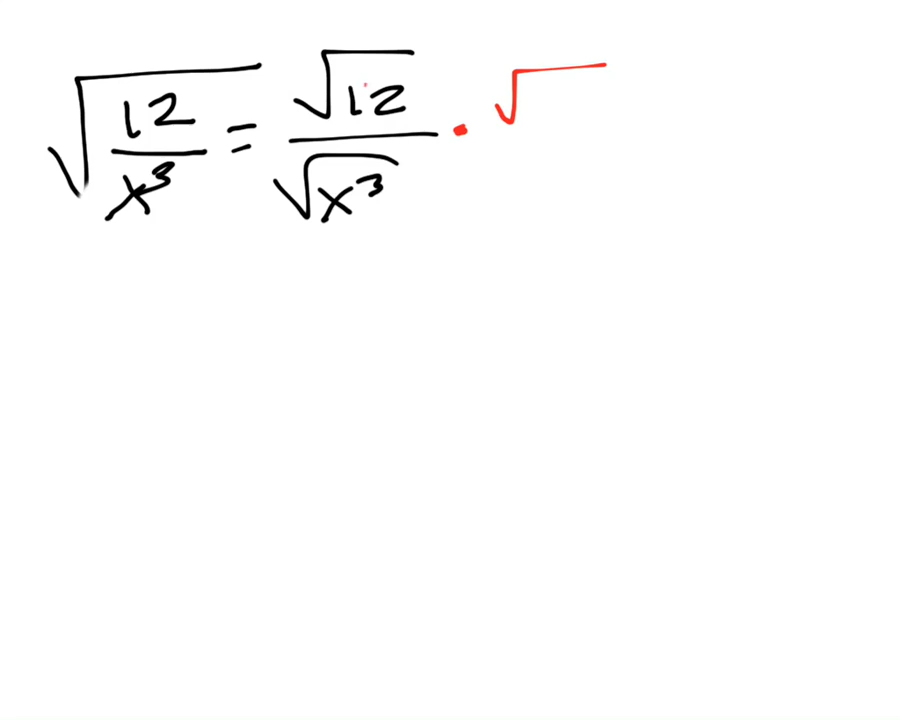 √(12/x³) = √12/√x³ · √